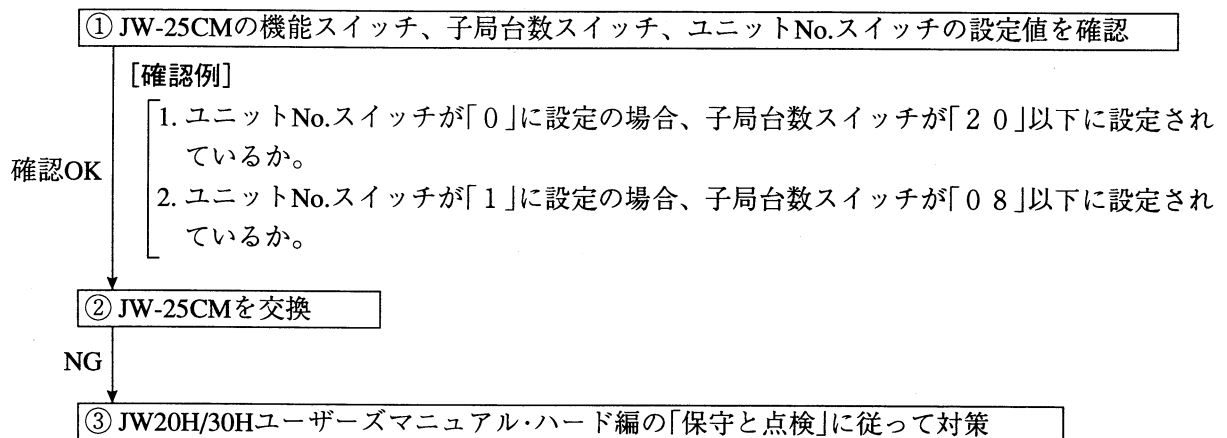 ① JW-25CMの機能スイッチ、子局台数スイッチ、ユニットNo.スイッチの設定値を確認
[確認例]
1. ユニットNo.スイッチが「0」に設定の場合、子局台数スイッチが「20」以下に設定され
ているか。
確認OK
2. ユニットNo.スイッチが「1」に設定の場合、子局台数スイッチが「08」以下に設定され
ているか。
② JW-25CMを交換
NG
③ JW20H/30Hユーザーズマニュアル・ハード編の「保守と点検」に従って対策